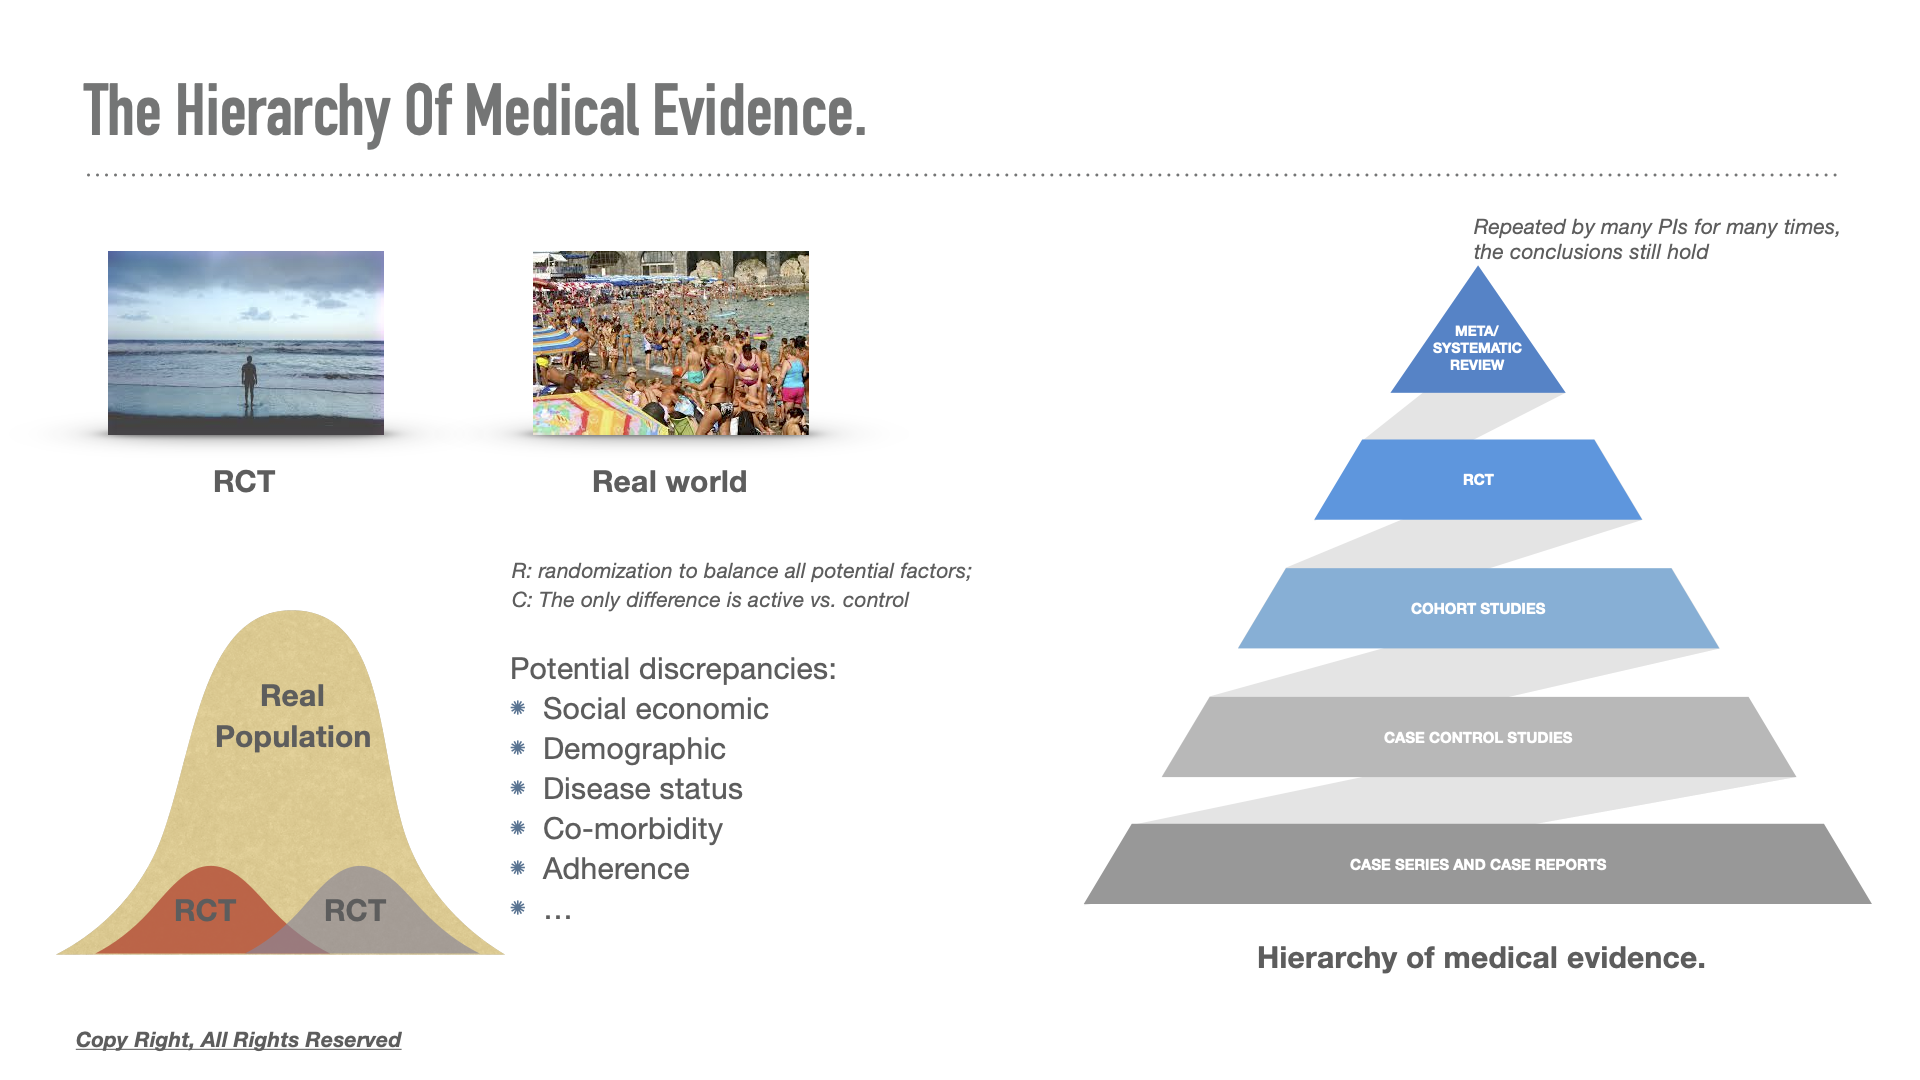 The Hierarchy Of Medical Evidence.
RCT
Real world
R: randomization to balance all potential factors;
C: The only difference is active vs. control
Real
Population
RCT
RCT
Potential discrepancies:
Social economic
Demographic
Disease status
Co-morbidity
Adherence
…
Repeated by many PIs for many times,
the conclusions still hold
META/
SYSTEMATIC
REVIEW
RCT
COHORT STUDIES
CASE CONTROL STUDIES
CASE SERIES AND CASE REPORTS
Hierarchy of medical evidence.
Copy Right, All Rights Reserved